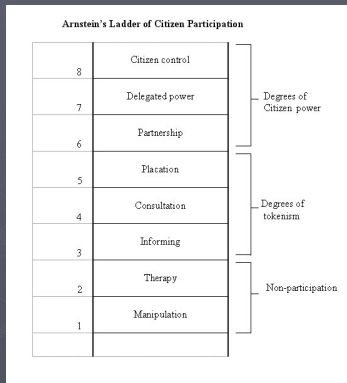 Arnstein's Ladder of Citizen Participation
8 Citizen control
7 Delegated power
6 Partnership
Degrees of
Citizen power
5 Placation
4 Consultation
3 Informing
Degrees of
tokenism
2 Therapy
1 Manipulation
Non-participation